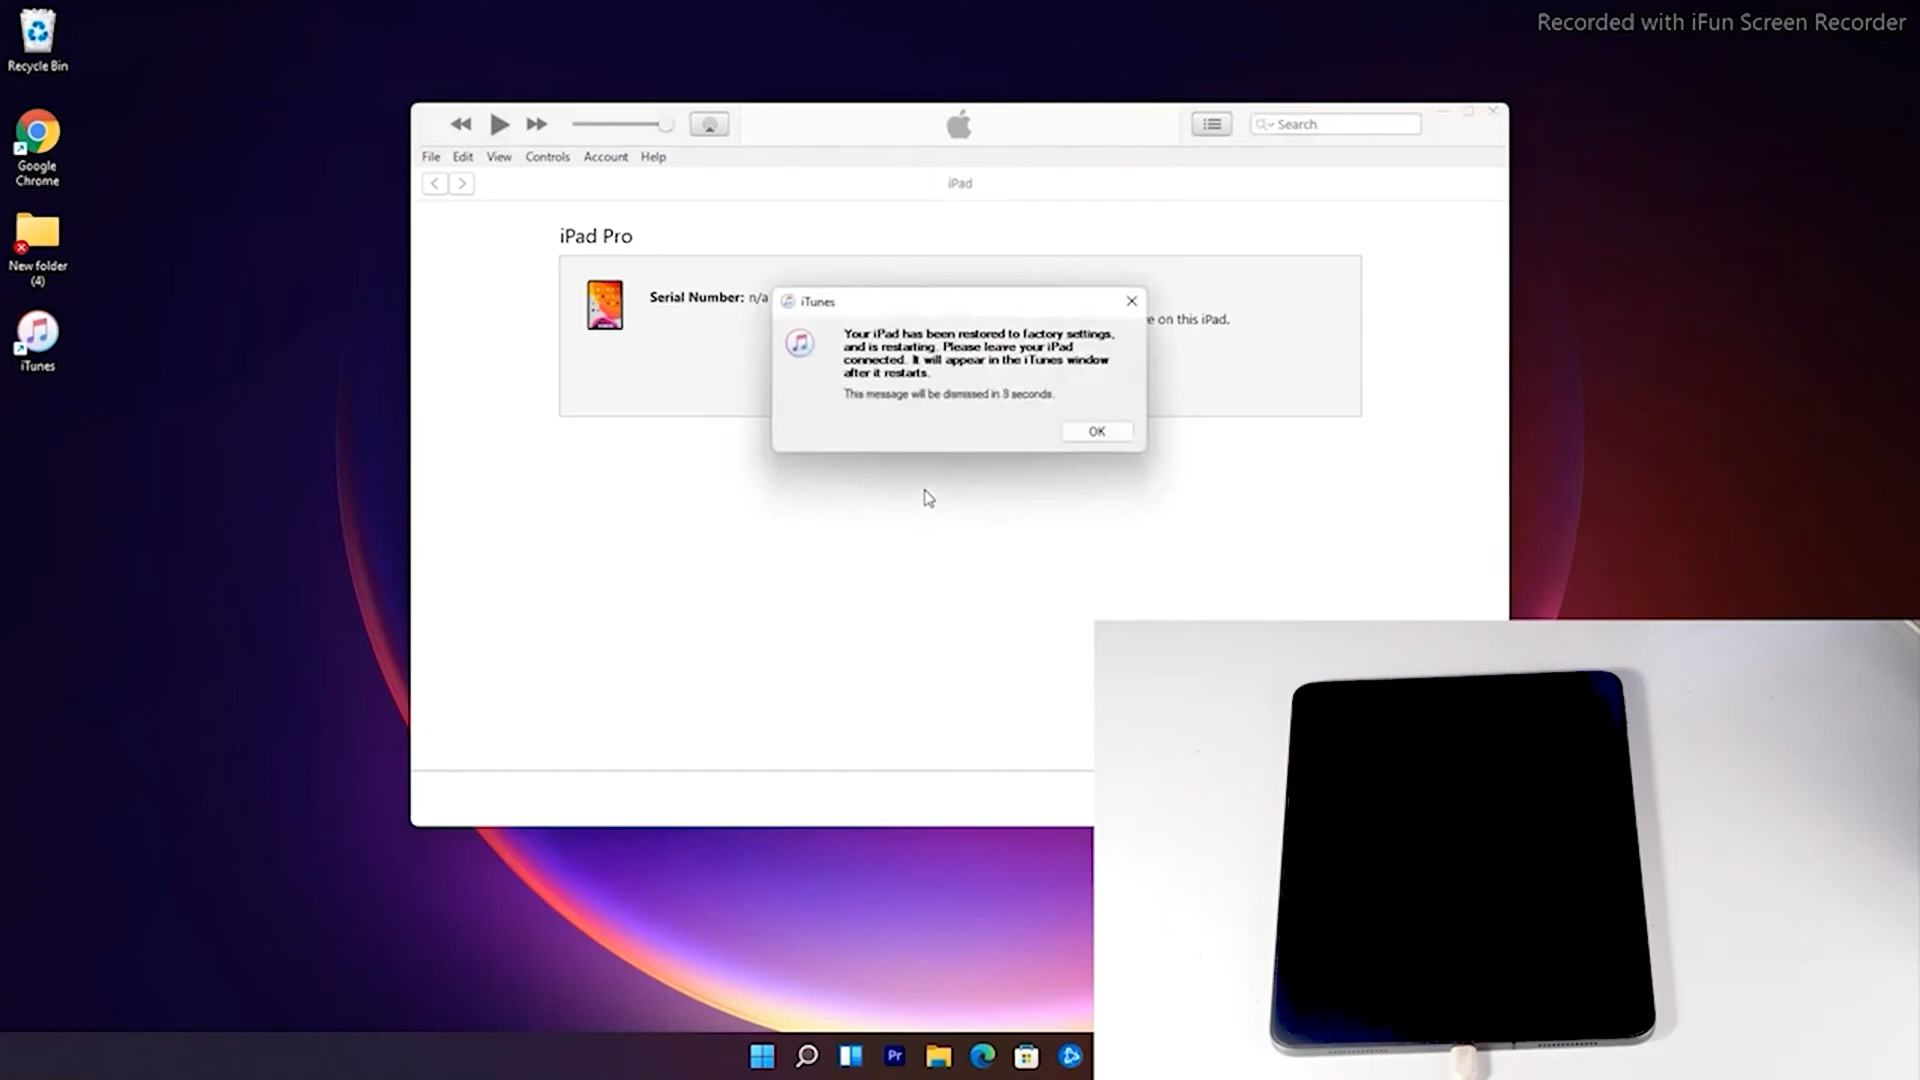 Recorded with iFun Screen Recorder
Recycle Bin
Google
Chrome
New folder
(4)
iTunes
Search
File Edit View Controls Account Help
iPad
iPad Pro
Serial Number: n/a
e on this iPad.
iTunes
Your iPad has been restored to factory settings,
and is restarting. Please leave your iPad
connected. It will appear in the iTunes window
after it restarts.
This message will be dismissed in 3 seconds.
OK
Pr